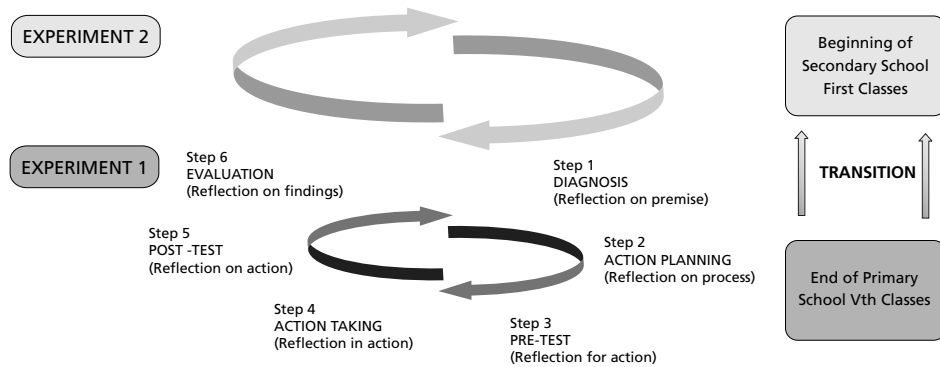 EXPERIMENT 2
Beginning of
Secondary School
First Classes
EXPERIMENT 1
Step 6
EVALUATION
(Reflection on findings)
Step 1
DIAGNOSIS
(Reflection on premise)
TRANSITION
Step 5
POST -TEST
(Reflection on action)
Step 2
ACTION PLANNING
(Reflection on process)
Step 4
ACTION TAKING
(Reflection in action)
Step 3
PRE-TEST
(Reflection for action)
End of Primary
School Vth Classes